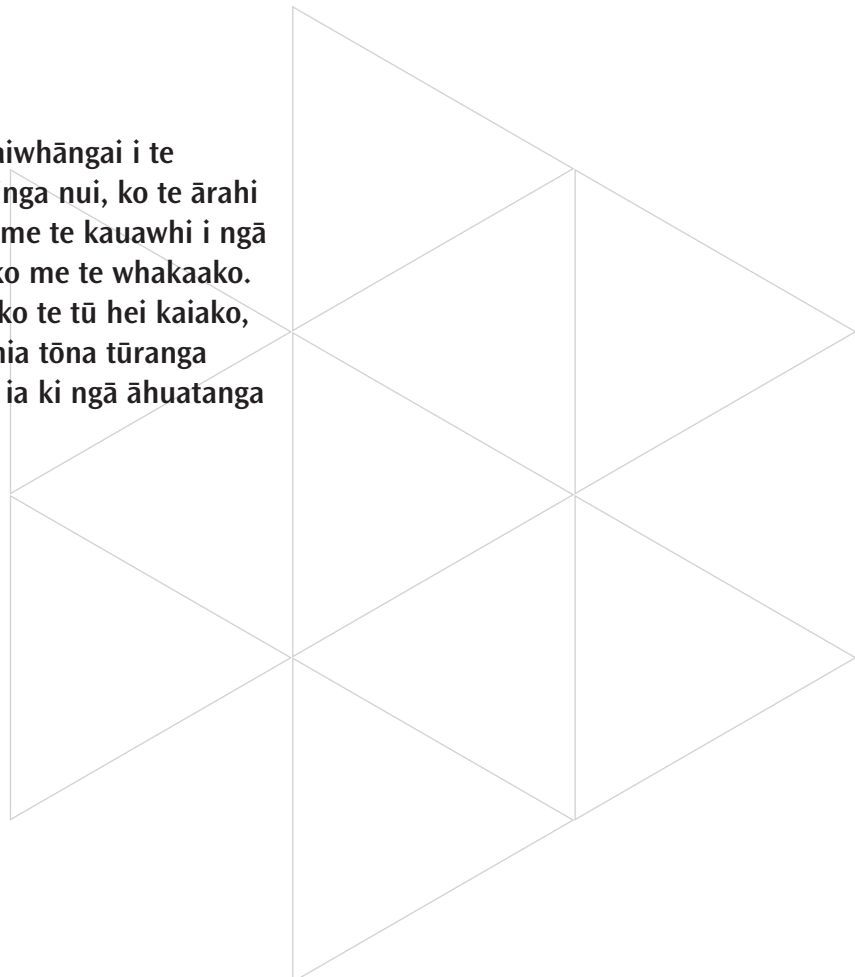 aiwhāngai i te
nga nui, ko te ārahi
me te kauawhi i ngā
ko me te whakaako.
ko te tū hei kaiako,
hia tōna tūranga
ia ki ngā āhuatanga